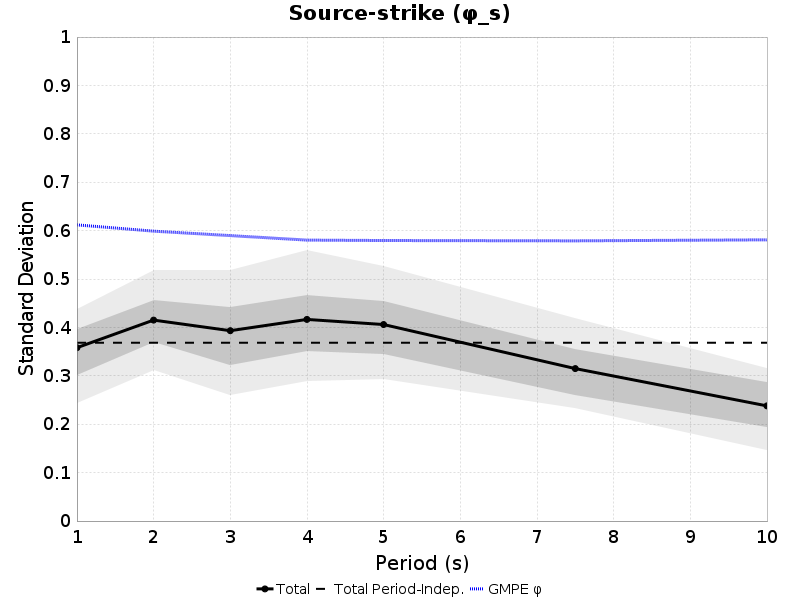 Source-strike (φ_s)
1
0.9
0.8
0.7
0.6
0.5
0.4
0.3
0.2
0.1
0
Standard Deviation
1 2 3 4 5 6 7 8 9 10
Period (s)
Total Total Period-Indep. GMPE φ